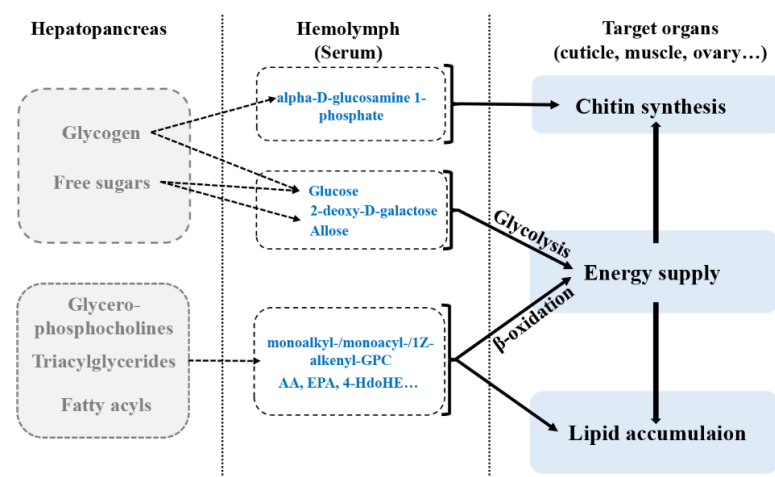 Hepatopancreas
Hemolymph
(Serum)
Target organs
(cuticle, muscle, ovary…)
Glycogen
Free sugars
alpha-D-glucosamine 1-
phosphate
Glucose
2-deoxy-D-galactose
Allose
Glycero-
phosphocholines
Triacylglycerides
Fatty acyls
monoalkyl-/monoacyl-/1Z-
alkenyl-GPC
AA, EPA, 4-HdoHE…
Glycolysis
β-oxidation
Chitin synthesis
Energy supply
Lipid accumulaion